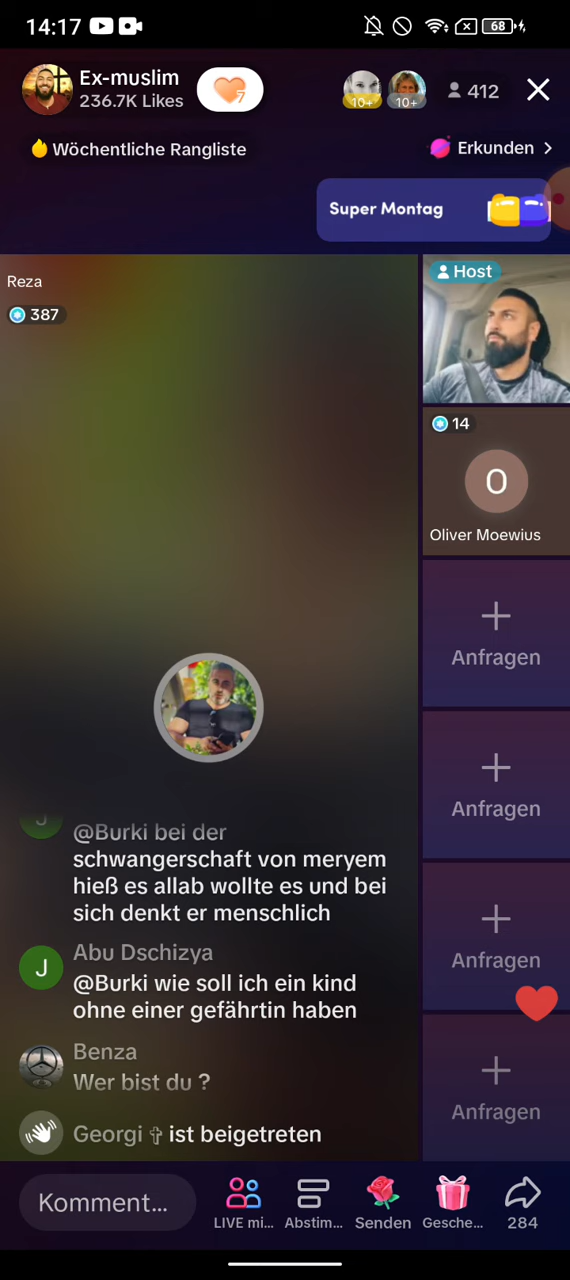 14:17
68
Ex-muslim
236.7K Likes
7
10+
10+
412
Wöchentliche Rangliste
Erkunden
Super Montag
Reza
387
Host
14
O
Oliver Moewius
Anfragen
Anfragen
Anfragen
Anfragen
J
@Burki bei der
schwangerschaft von meryem
hieß es allab wollte es und bei
sich denkt er menschlich
Abu Dschizya
J
@Burki wie soll ich ein kind
ohne einer gefährtin haben
Benza
Wer bist du ?
Georgi ✞ ist beigetreten
Komment...
LIVE mi...
Abstim...
Senden
Gesche...
284